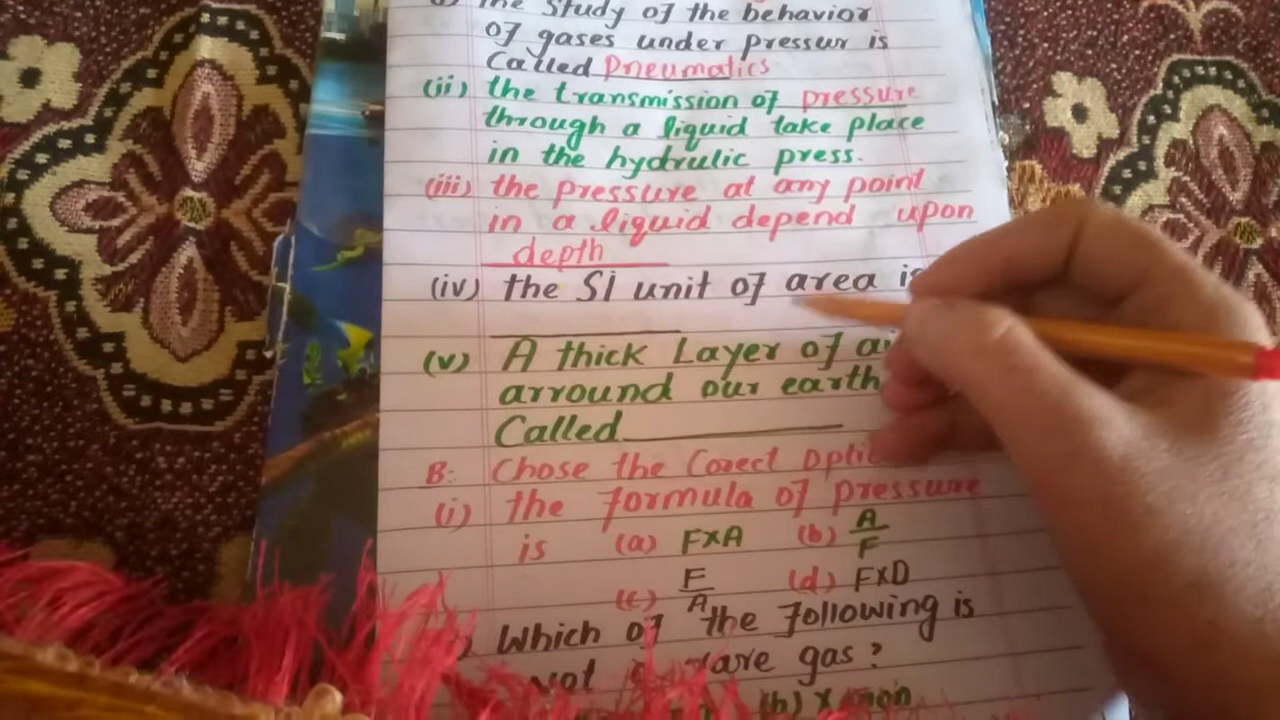 the Study of the behavior
of gases under pressur is
Called Pneumatics
(ii) the transmission of pressure
through a liquid take place
in the hydrulic press.
(iii) the pressure at any point
in a liquid depend upon
depth
(iv) the SI unit of area is
(v) A thick Layer of
arround our earth
Called
B: Chose the Corect
(i) the formula of pressure
is (a) F×A (b) A/F
(c) F/A (d) F×D
Which of the following is
not rare gas?
(b)